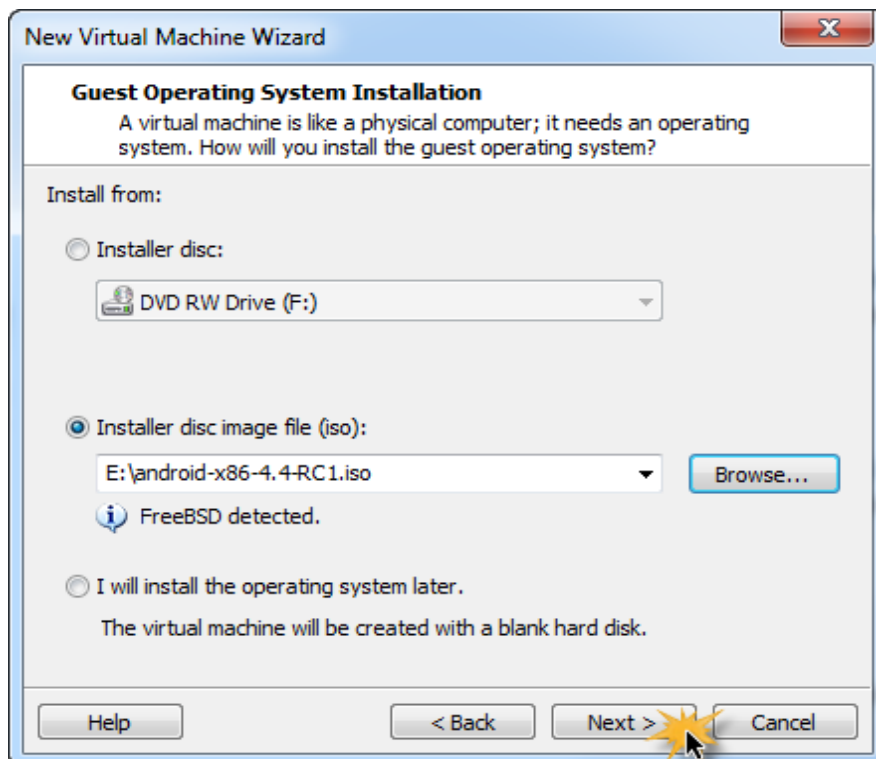 New Virtual Machine Wizard
Guest Operating System Installation
A virtual machine is like a physical computer; it needs an operating
system. How will you install the guest operating system?
Install from:
Installer disc:
DVD RW Drive (F:)
Installer disc image file (iso):
E:\android-x86-4.4-RC1.iso
Browse...
FreeBSD detected.
I will install the operating system later.
The virtual machine will be created with a blank hard disk.
Help
< Back
Next >
Cancel